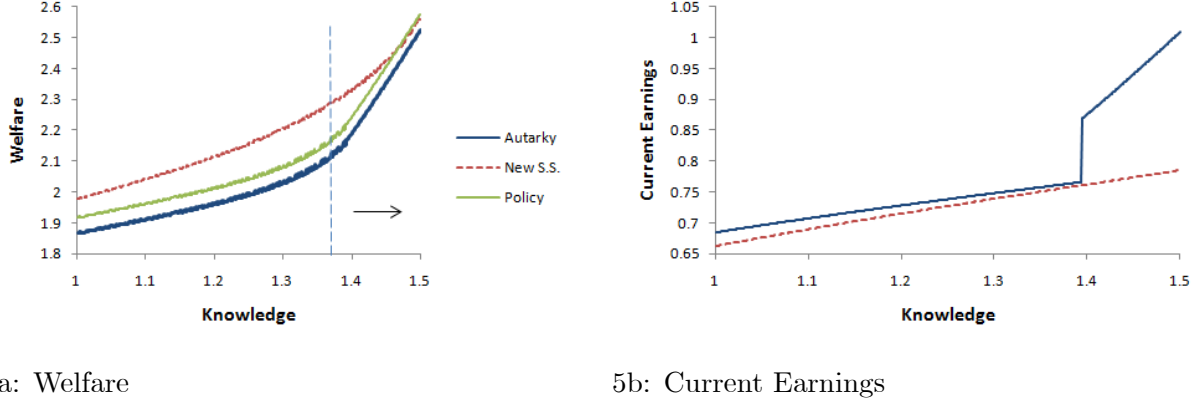 2.6
2.5
2.4
2.3
2.2
2.1
2
1.9
1.8
Welfare
1 1.1 1.2 1.3 1.4 1.5
Knowledge
Autarky
New S.S.
Policy
1.05
1
0.95
0.9
0.85
0.8
0.75
0.7
0.65
Current Earnings
1 1.1 1.2 1.3 1.4 1.5
Knowledge
a: Welfare
5b: Current Earnings